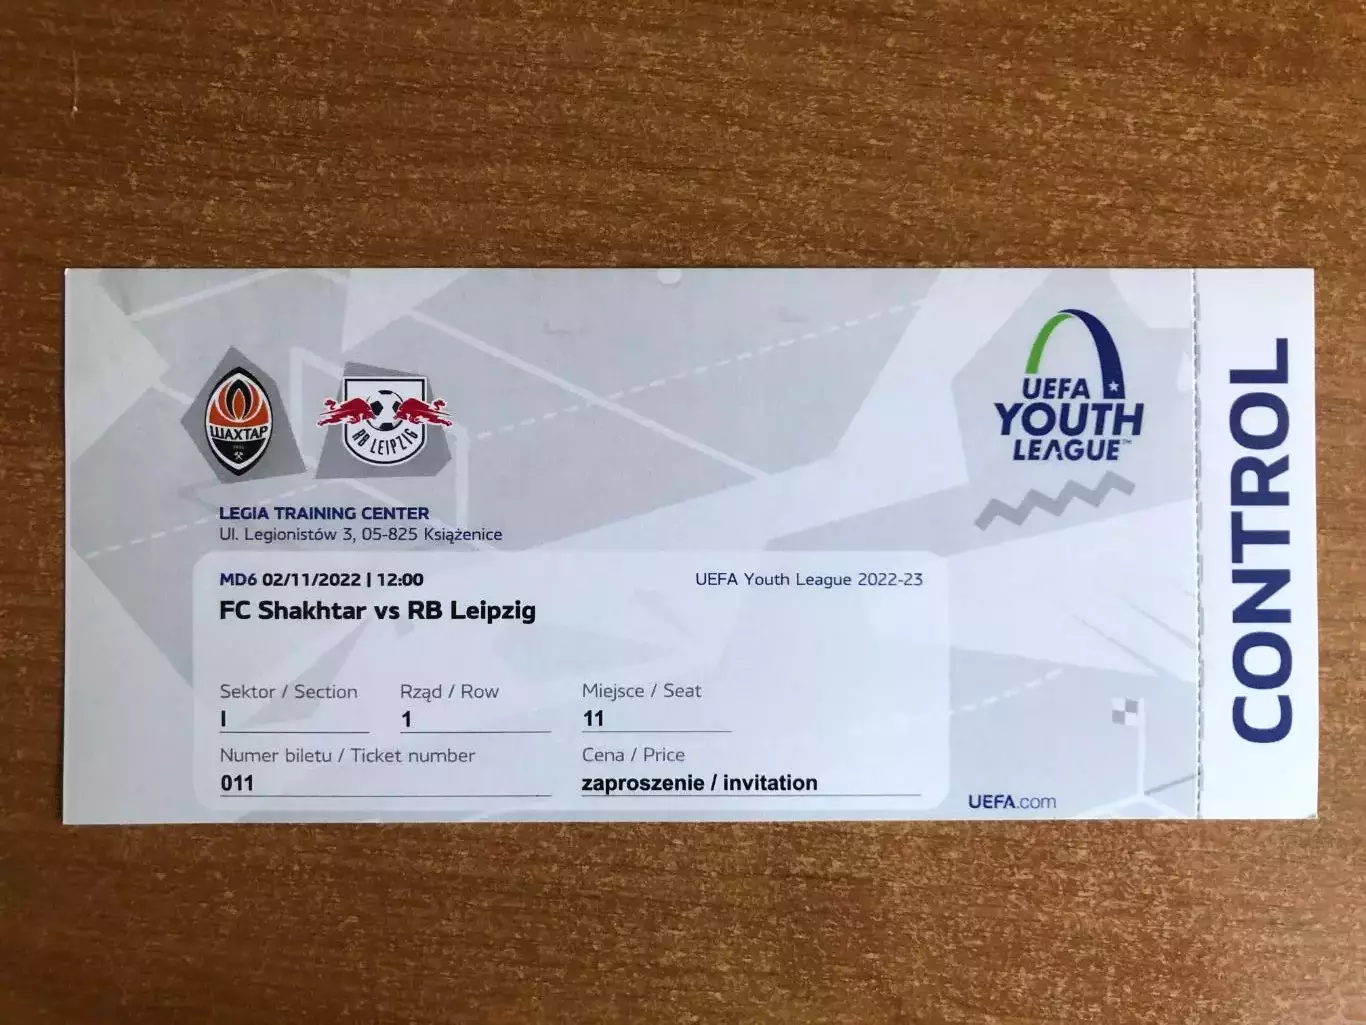 ШАХТАР
1936
RB LEIPZIG
UEFA
YOUTH
LEAGUE™
LEGIA TRAINING CENTER
Ul. Legionistów 3, 05-825 Książenice
MD6 02/11/2022 | 12:00
UEFA Youth League 2022-23
FC Shakhtar vs RB Leipzig
Sektor / Section
Rząd / Row
Miejsce / Seat
I
1
11
Numer biletu / Ticket number
Cena / Price
011
zaproszenie / invitation
UEFA.com
CONTROL